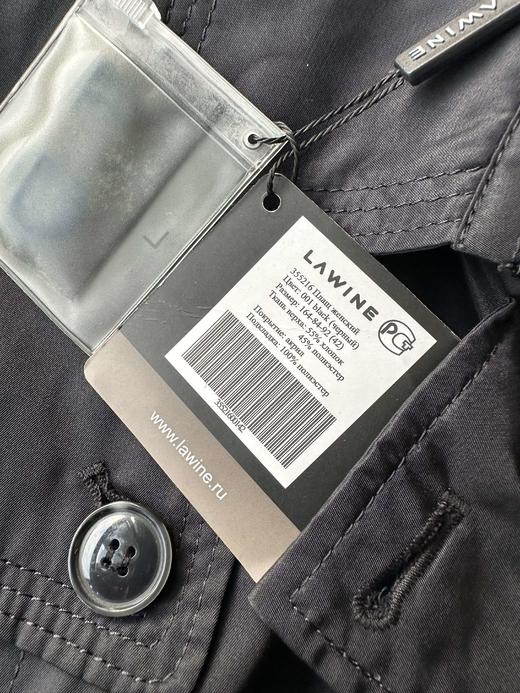 LAWINE
LAWINE
355216 Плащ женский
Цвет: 001 black (черный)
Размер: 164-84-92 (42)
Ткань верха: 55% хлопок
45% полиэстер
Покрытие: акрил
Подкладка: 100% полиэстер
РСТ
www.lawine.ru